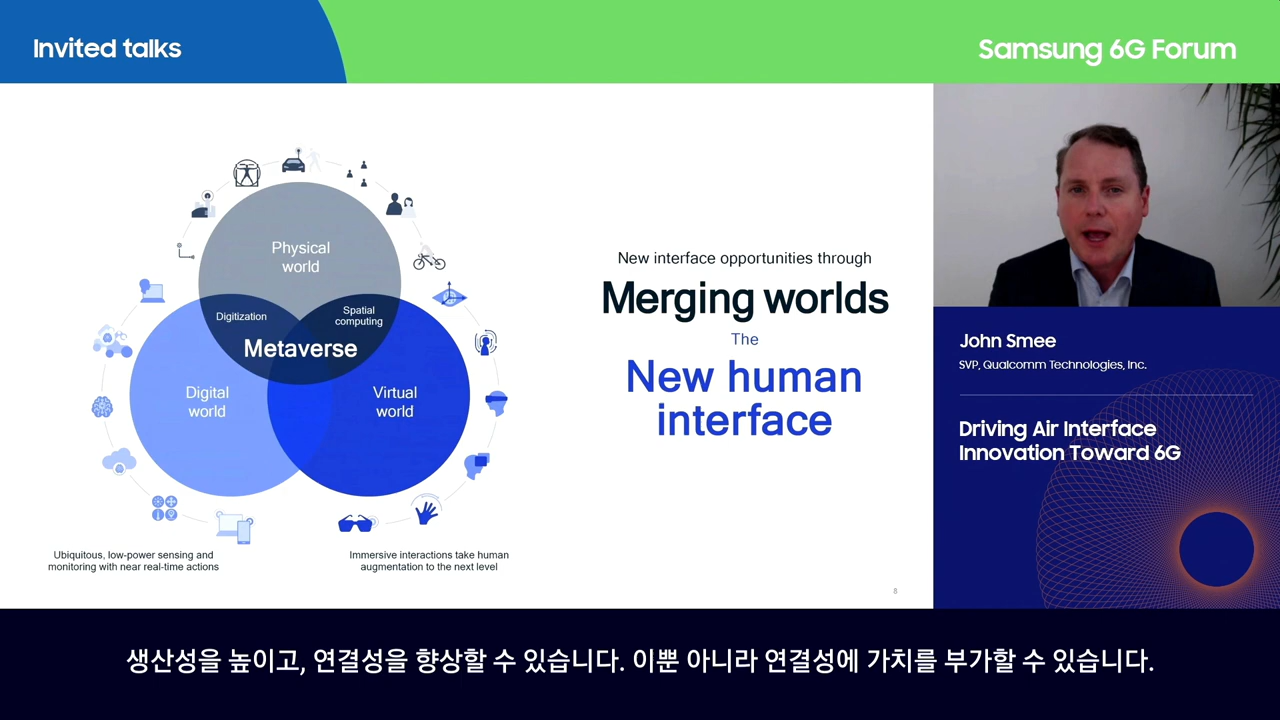 Invited talks
Samsung 6G Forum
Physical
world
Digitization
Spatial
computing
Metaverse
Digital
world
Virtual
world
Ubiquitous, low-power sensing and
monitoring with near real-time actions
Immersive interactions take human
augmentation to the next level
New interface opportunities through
Merging worlds
The
New human
interface
8
John Smee
SVP, Qualcomm Technologies, Inc.
Driving Air Interface
Innovation Toward 6G
생산성을 높이고, 연결성을 향상할 수 있습니다. 이뿐 아니라 연결성에 가치를 부가할 수 있습니다.